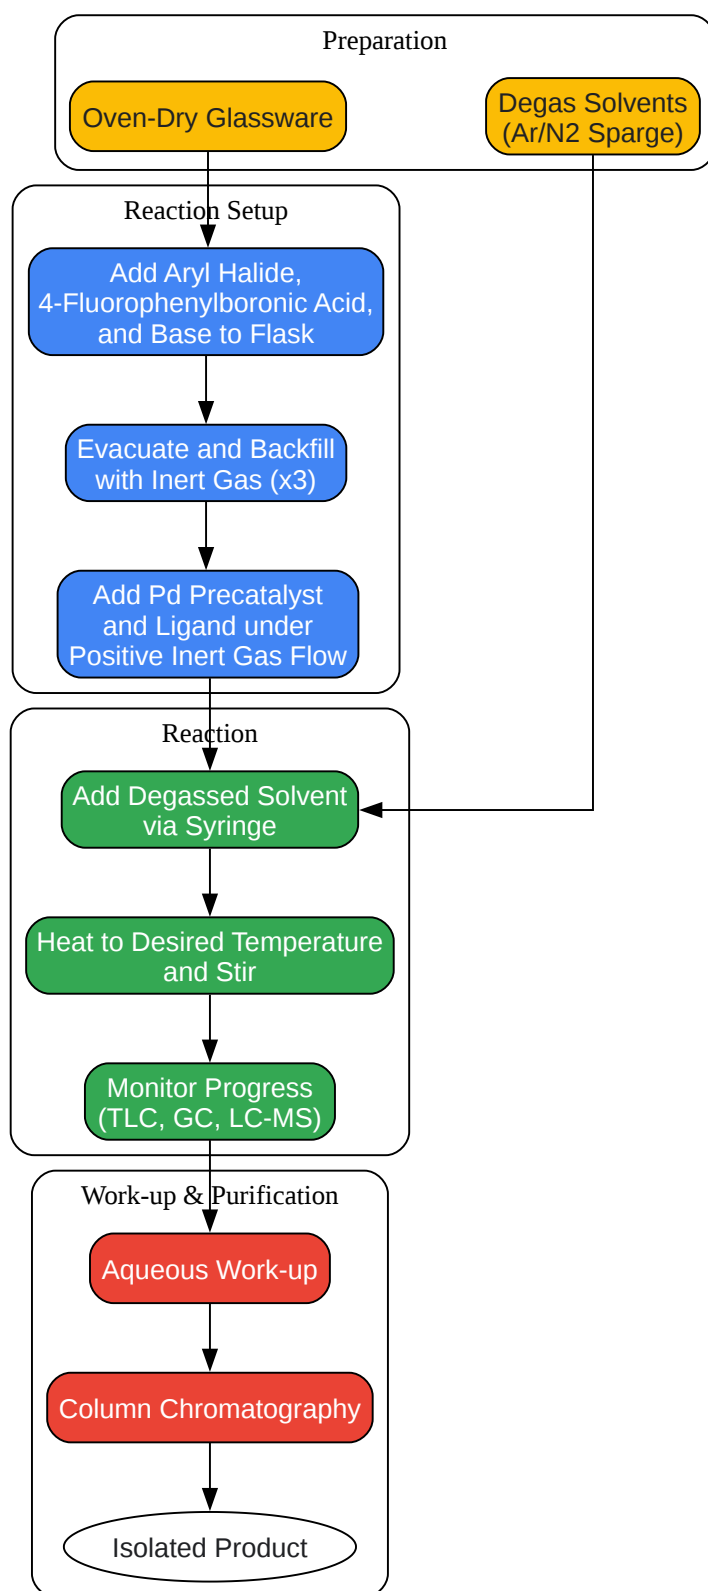 Preparation
Oven-Dry Glassware
Degas Solvents
(Ar/N2 Sparge)
Reaction Setup
Add Aryl Halide,
4-Fluorophenylboronic Acid,
and Base to Flask
Evacuate and Backfill
with Inert Gas (x3)
Add Pd Precatalyst
and Ligand under
Positive Inert Gas Flow
Reaction
Add Degassed Solvent
via Syringe
Heat to Desired Temperature
and Stir
Monitor Progress
(TLC, GC, LC-MS)
Work-up & Purification
Aqueous Work-up
Column Chromatography
Isolated Product